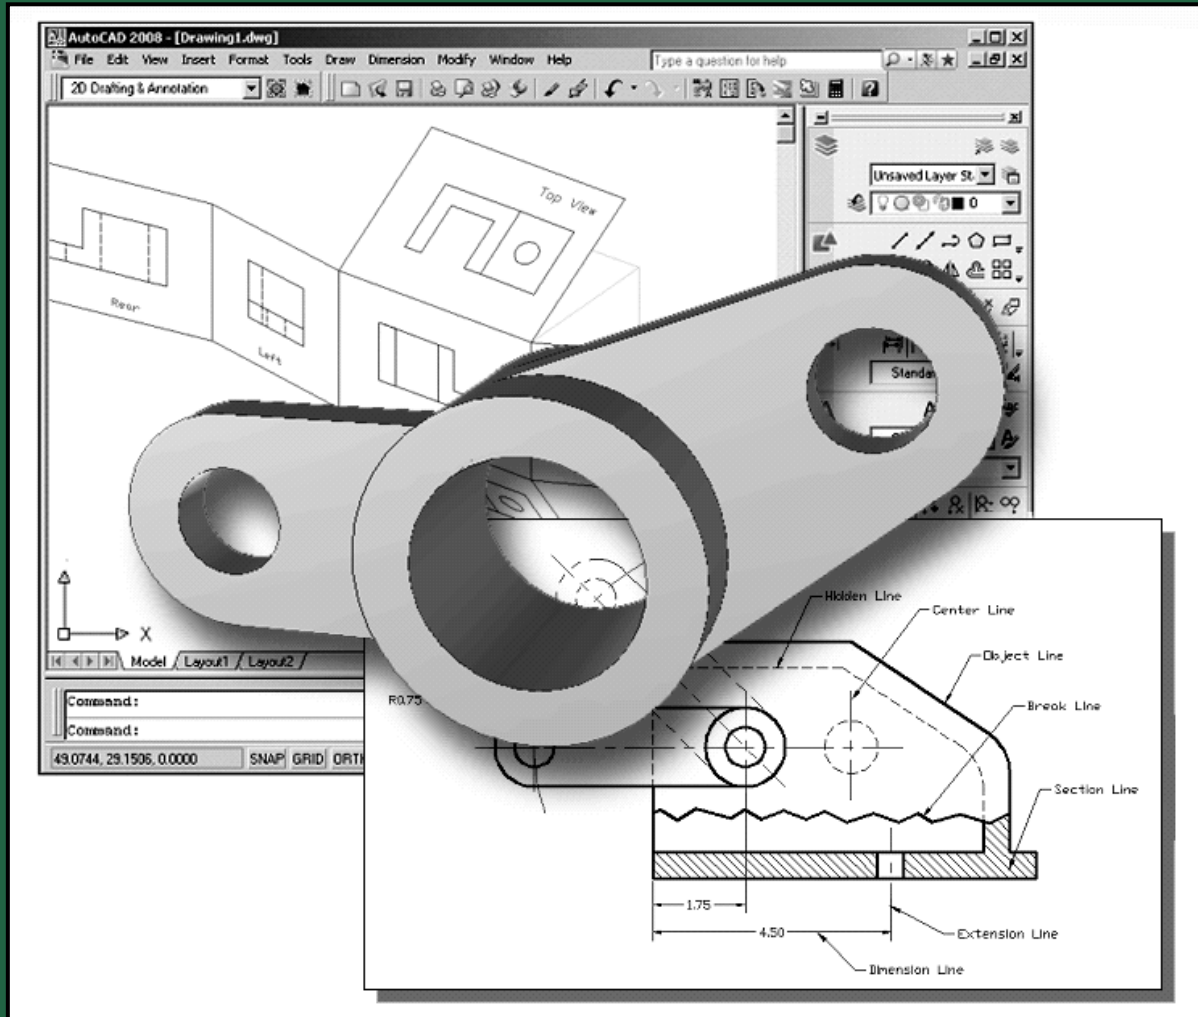 AutoCAD 2008 - [Drawing1.dwg]
File Edit View Insert Format Tools Draw Dimension Modify Window Help
Type a question for help
2D Drafting & Annotation
Unsaved Layer St
0
Top View
Rear
Left
Standa
X
Model Layout1 Layout2
Command:
Command:
49.0744, 29.1506, 0.0000 SNAP GRID ORTH
Hidden Line
Center Line
Object Line
R0.75
Break Line
Section Line
1.75
4.50
Extension Line
Dimension Line